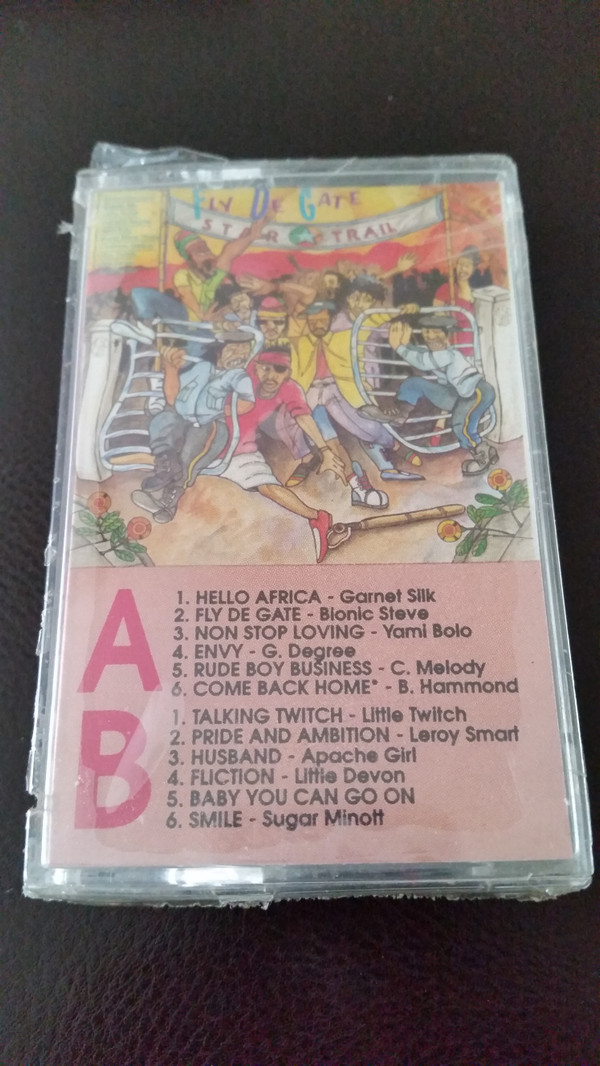 FLY DE GATE
STAR TRAIL
A
1. HELLO AFRICA - Garnet Silk
2. FLY DE GATE - Bionic Steve
3. NON STOP LOVING - Yami Bolo
4. ENVY - G. Degree
5. RUDE BOY BUSINESS - C. Melody
6. COME BACK HOME* - B. Hammond
B
1. TALKING TWITCH - Little Twitch
2. PRIDE AND AMBITION - Leroy Smart
3. HUSBAND - Apache Girl
4. FLICTION - Little Devon
5. BABY YOU CAN GO ON
6. SMILE - Sugar Minott